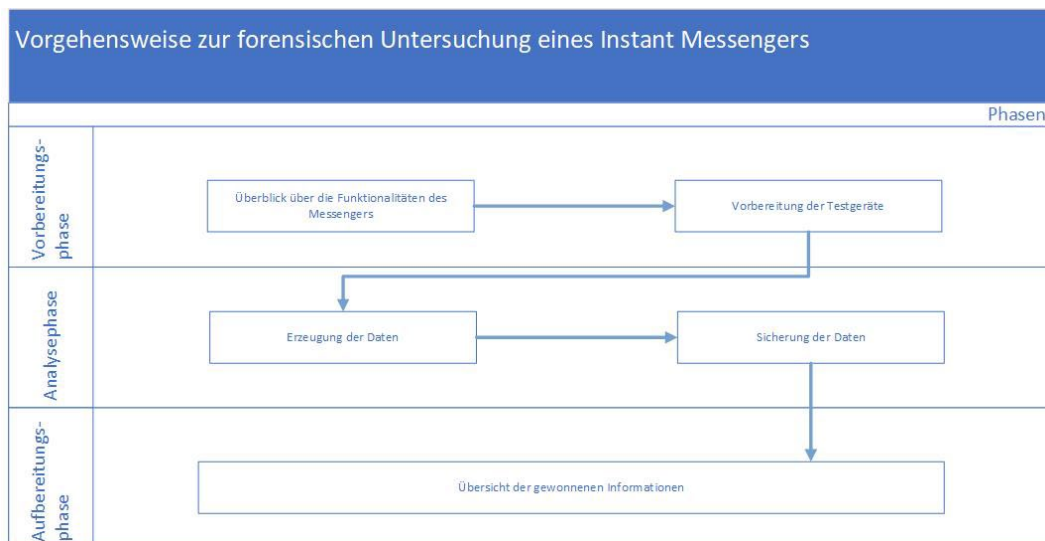 Vorgehensweise zur forensischen Untersuchung eines Instant Messengers
Phasen
Vorbereitungs-
phase
Überblick über die Funktionalitäten des
Messengers
Vorbereitung der Testgeräte
Analysephase
Erzeugung der Daten
Sicherung der Daten
Aufbereitungs-
phase
Übersicht der gewonnenen Informationen